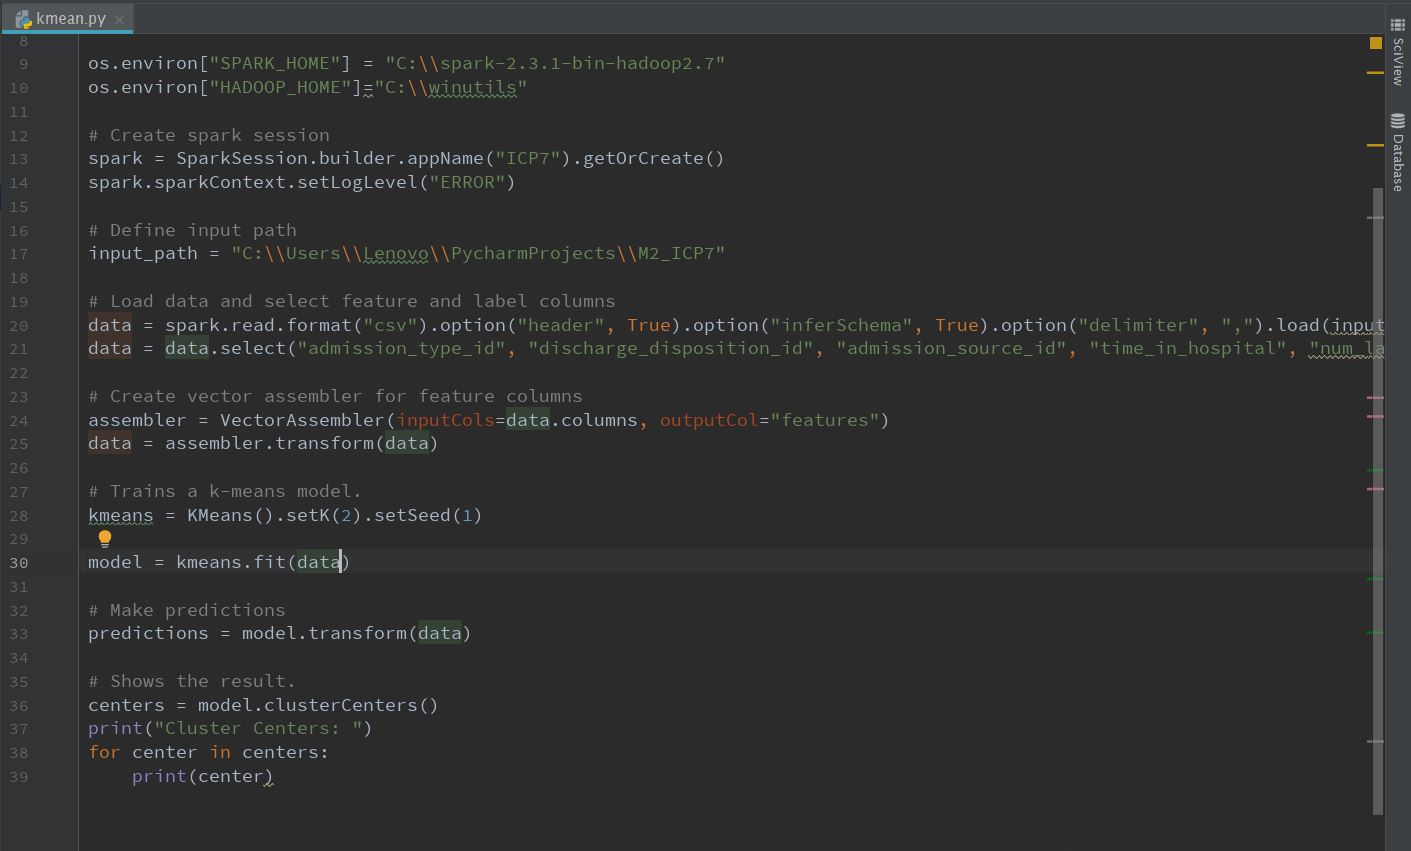 kmean.py
8
9 os.environ["SPARK_HOME"] = "C:\\spark-2.3.1-bin-hadoop2.7"
10 os.environ["HADOOP_HOME"]="C:\\winutils"
11
12 # Create spark session
13 spark = SparkSession.builder.appName("ICP7").getOrCreate()
14 spark.sparkContext.setLogLevel("ERROR")
15
16 # Define input path
17 input_path = "C:\\Users\\Lenovo\\PycharmProjects\\M2_ICP7"
18
19 # Load data and select feature and label columns
20 data = spark.read.format("csv").option("header", True).option("inferSchema", True).option("delimiter", ",").load(input
21 data = data.select("admission_type_id", "discharge_disposition_id", "admission_source_id", "time_in_hospital", "num_la
22
23 # Create vector assembler for feature columns
24 assembler = VectorAssembler(inputCols=data.columns, outputCol="features")
25 data = assembler.transform(data)
26
27 # Trains a k-means model.
28 kmeans = KMeans().setK(2).setSeed(1)
29
30 model = kmeans.fit(data)
31
32 # Make predictions
33 predictions = model.transform(data)
34
35 # Shows the result.
36 centers = model.clusterCenters()
37 print("Cluster Centers: ")
38 for center in centers:
39     print(center)
SciView
Database